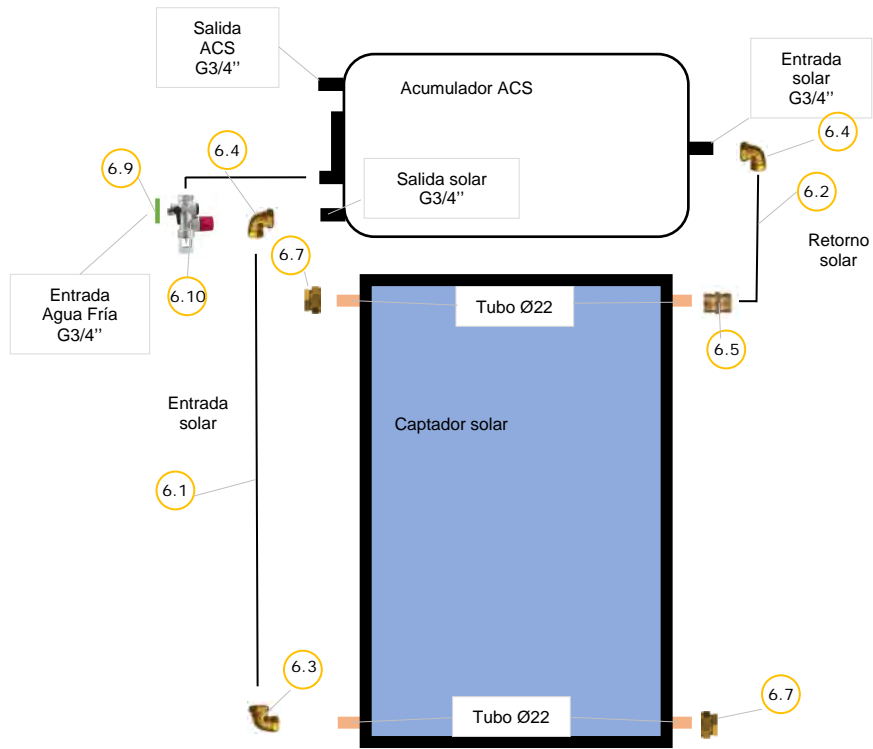 Salida
ACS
G3/4''
Acumulador ACS
Entrada
solar
G3/4''
6.4
6.4
6.9
Salida solar
G3/4''
6.2
Retorno
solar
6.7
6.10
Entrada
Agua Fría
G3/4''
Tubo Ø22
6.5
Entrada
solar
Captador solar
6.1
6.3
Tubo Ø22
6.7